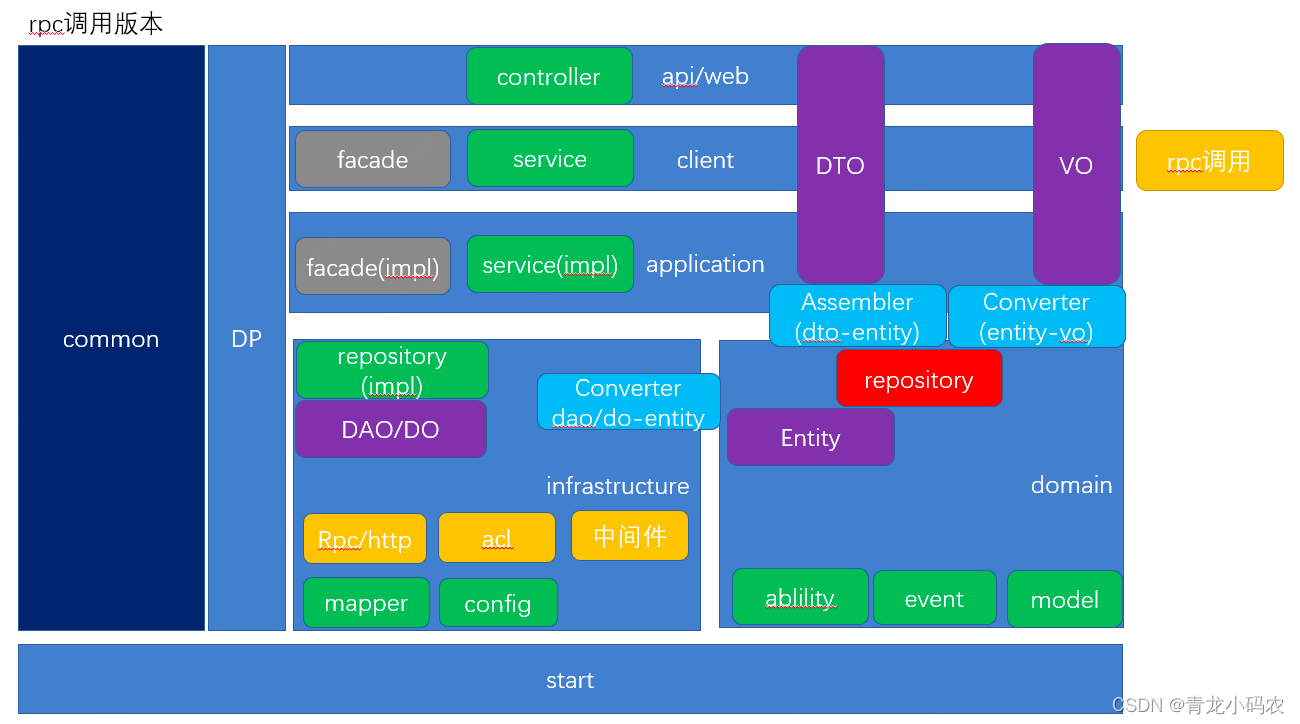 rpc调用版本
controller
api/web
facade
service
client
DTO
VO
rpc调用
facade(impl)
service(impl)
application
Assembler
(dto-entity)
Converter
(entity-vo)
common
DP
repository
(impl)
Converter
dao/do-entity
repository
DAO/DO
Entity
infrastructure
domain
Rpc/http
acl
中间件
mapper
config
ablility
event
model
start
CSDN @青龙小码农